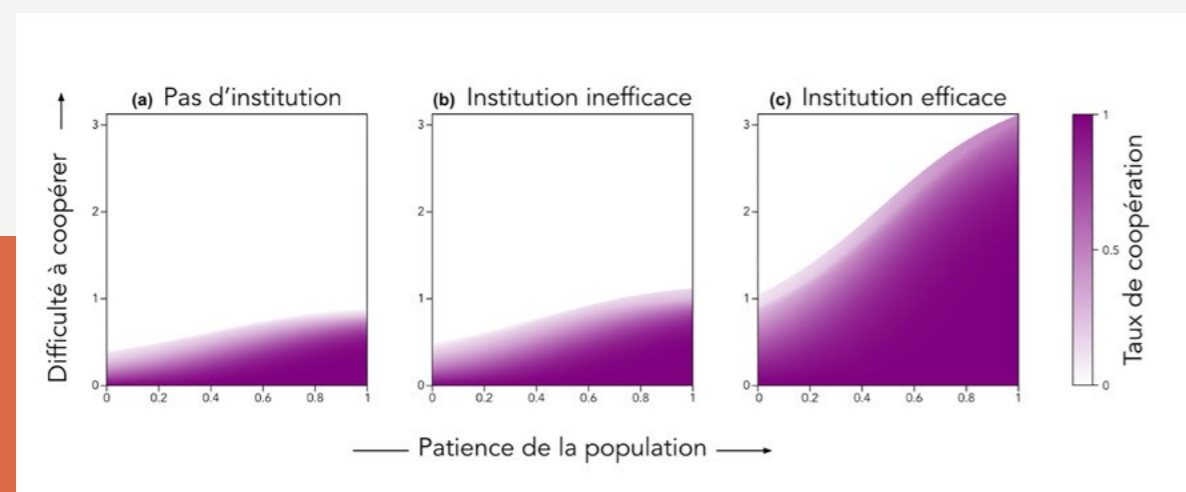 (a) Pas d'institution
(b) Institution inefficace
(c) Institution efficace
Difficulté à coopérer
3
2
1
0
0 0.2 0.4 0.6 0.8 1
3
2
1
0
0 0.2 0.4 0.6 0.8 1
3
2
1
0
0 0.2 0.4 0.6 0.8 1
1
0.5
0
Taux de coopération
Patience de la population